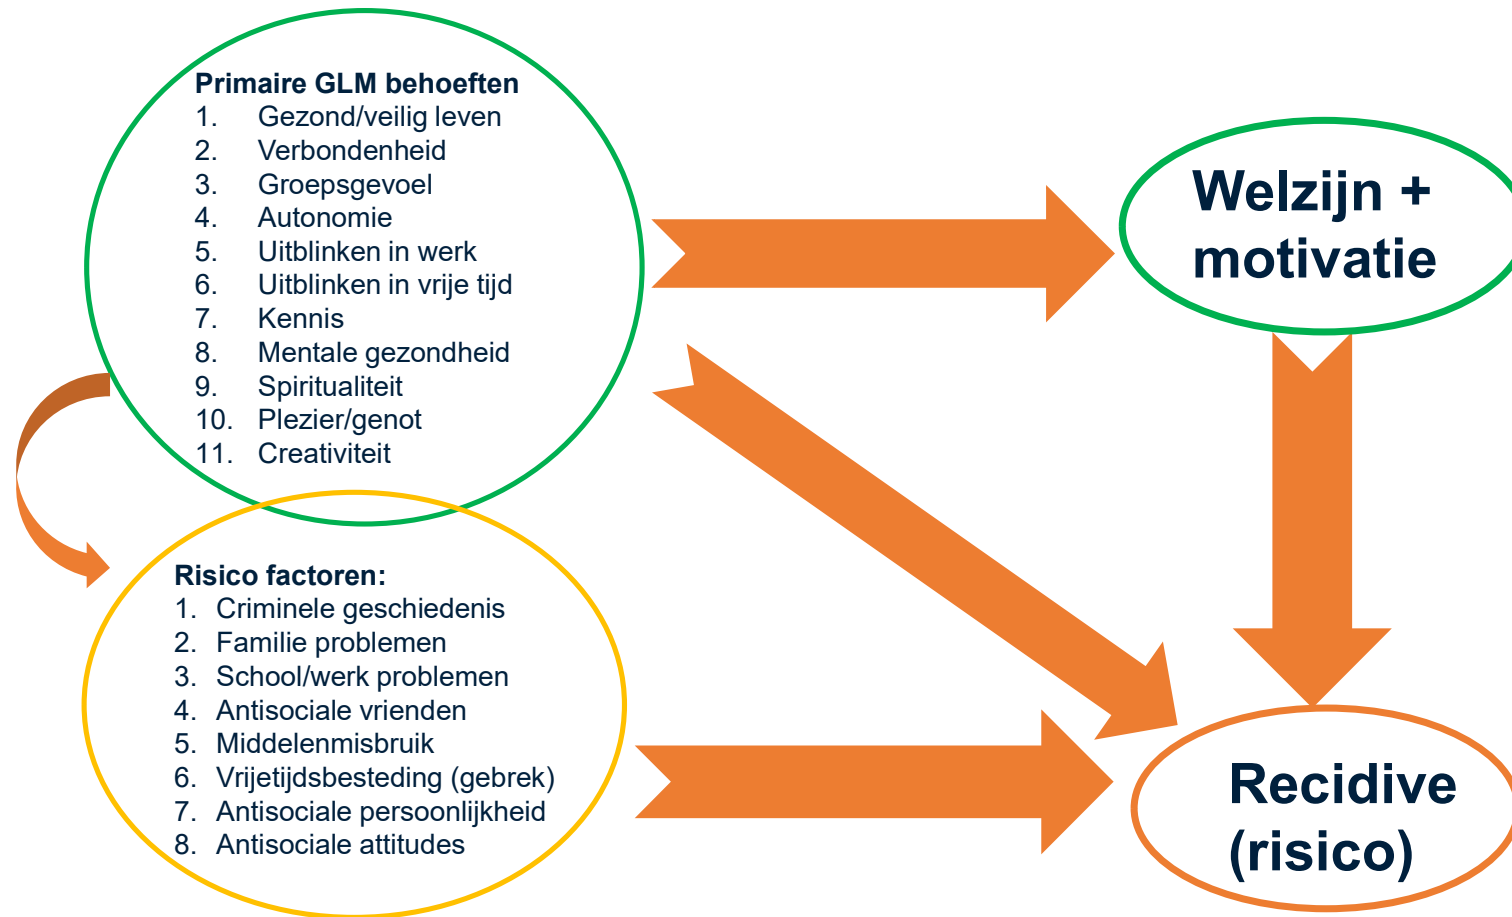 Primaire GLM behoeften
1. Gezond/veilig leven
2. Verbondenheid
3. Groepsgevoel
4. Autonomie
5. Uitblinken in werk
6. Uitblinken in vrije tijd
7. Kennis
8. Mentale gezondheid
9. Spiritualiteit
10. Plezier/genot
11. Creativiteit
Welzijn +
motivatie
Risico factoren:
1. Criminele geschiedenis
2. Familie problemen
3. School/werk problemen
4. Antisociale vrienden
5. Middelenmisbruik
6. Vrijetijdsbesteding (gebrek)
7. Antisociale persoonlijkheid
8. Antisociale attitudes
Recidive
(risico)